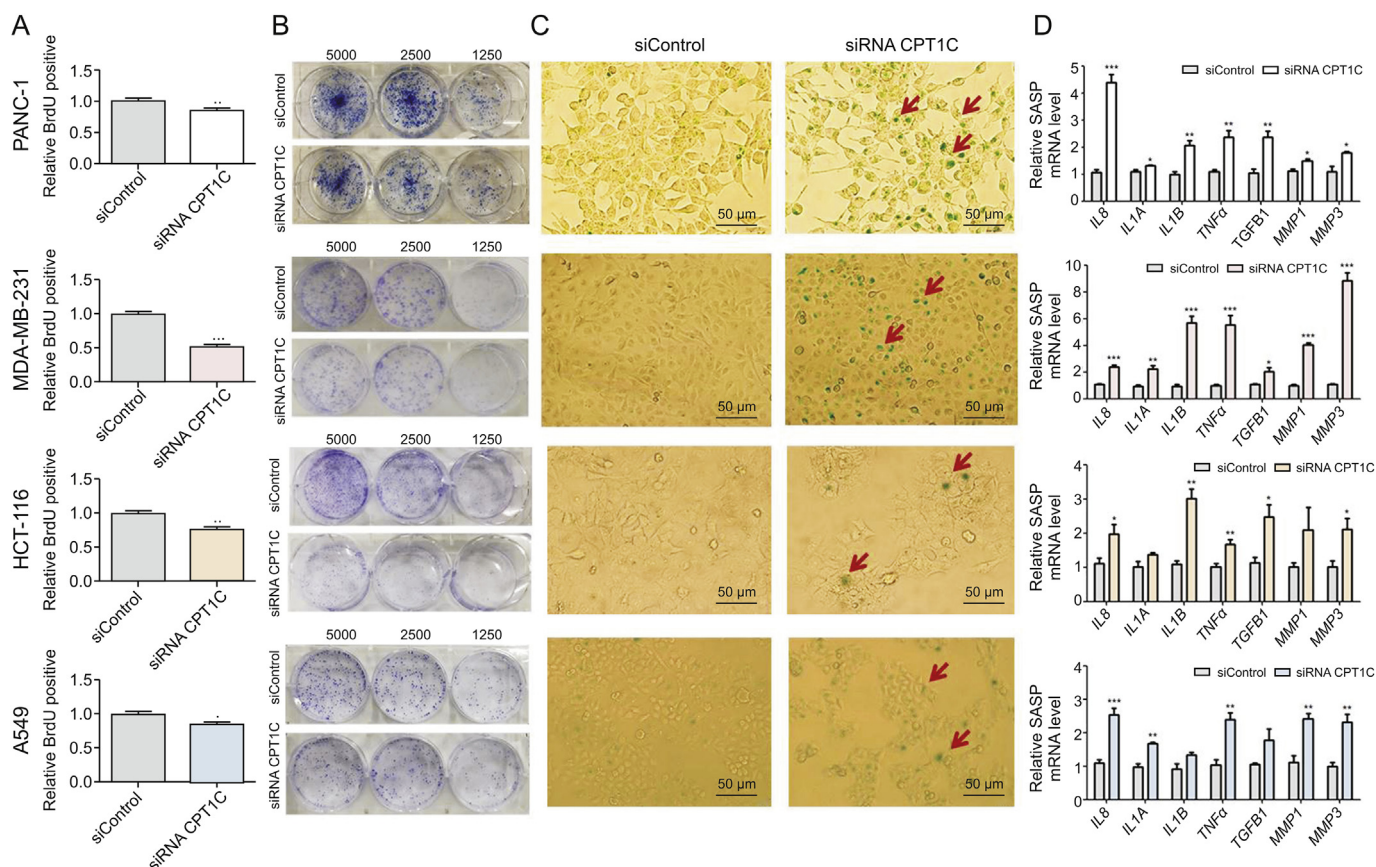 A
PANC-1
Relative BrdU positive
1.5
1.0
0.5
0.0
**
siControl
siRNA CPT1C
MDA-MB-231
Relative BrdU positive
1.5
1.0
0.5
0.0
***
siControl
siRNA CPT1C
HCT-116
Relative BrdU positive
1.5
1.0
0.5
0.0
**
siControl
siRNA CPT1C
A549
Relative BrdU positive
1.5
1.0
0.5
0.0
*
siControl
siRNA CPT1C
B
5000 2500 1250
siControl
siRNA CPT1C
siControl
siRNA CPT1C
5000 2500 1250
siControl
siRNA CPT1C
5000 2500 1250
siControl
siRNA CPT1C
C
siControl siRNA CPT1C
50 µm 50 µm
50 µm 50 µm
50 µm 50 µm
50 µm 50 µm
D
Relative SASP
mRNA level
siControl siRNA CPT1C
5
4
3
2
1
0
*** * ** ** ** * *
IL8 IL1A IL1B TNFα TGFB1 MMP1 MMP3
Relative SASP
mRNA level
siControl siRNA CPT1C
10
8
6
4
2
0
*** ** *** *** * *** ***
IL8 IL1A IL1B TNFα TGFB1 MMP1 MMP3
Relative SASP
mRNA level
siControl siRNA CPT1C
4
3
2
1
0
* ** ** * *
IL8 IL1A IL1B TNFα TGFB1 MMP1 MMP3
Relative SASP
mRNA level
siControl siRNA CPT1C
4
3
2
1
0
*** ** ** ** **
IL8 IL1A IL1B TNFα TGFB1 MMP1 MMP3